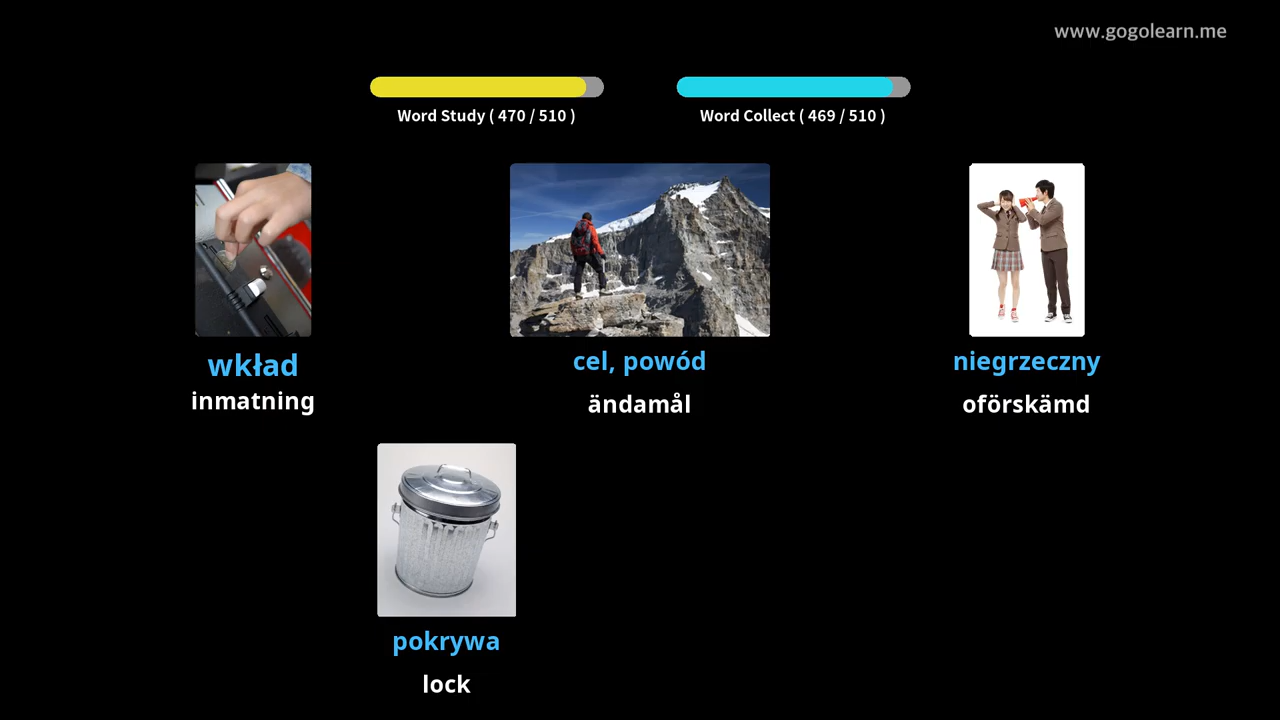 www.gogolearn.me
Word Study ( 470 / 510 )
Word Collect ( 469 / 510 )
wkład
inmatning
cel, powód
ändamål
niegrzeczny
oförskämd
pokrywa
lock